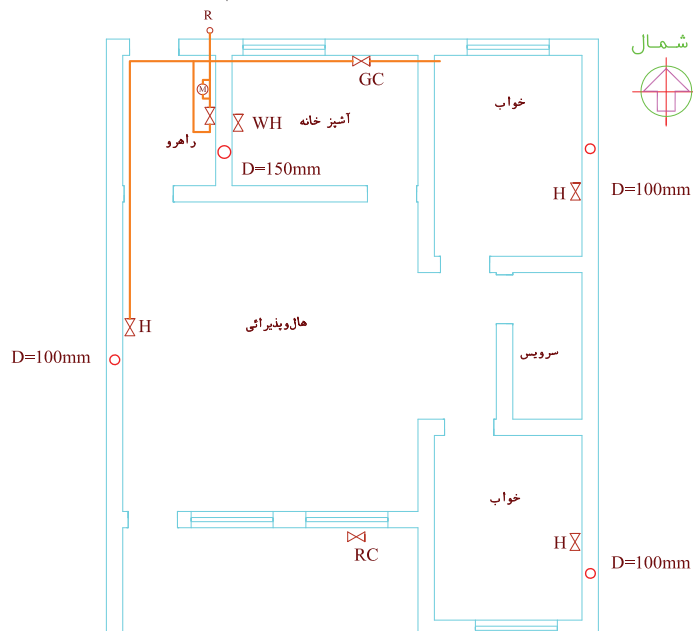 R
شمال
GC
خواب
M
WH
آشپز خانه
راهرو
D=150mm
H
D=100mm
هال‌وپذیرائی
H
سرویس
D=100mm
خواب
H
RC
D=100mm